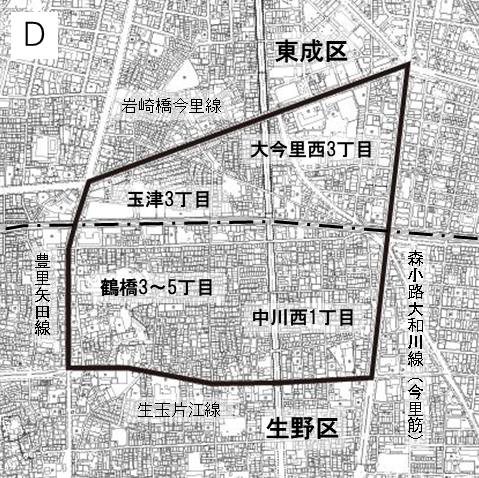 D
東成区
岩崎橋今里線
大今里西3丁目
玉津3丁目
豊里矢田線
森小路大和川線（今里筋）
鶴橋3～5丁目
中川西1丁目
生玉片江線
生野区